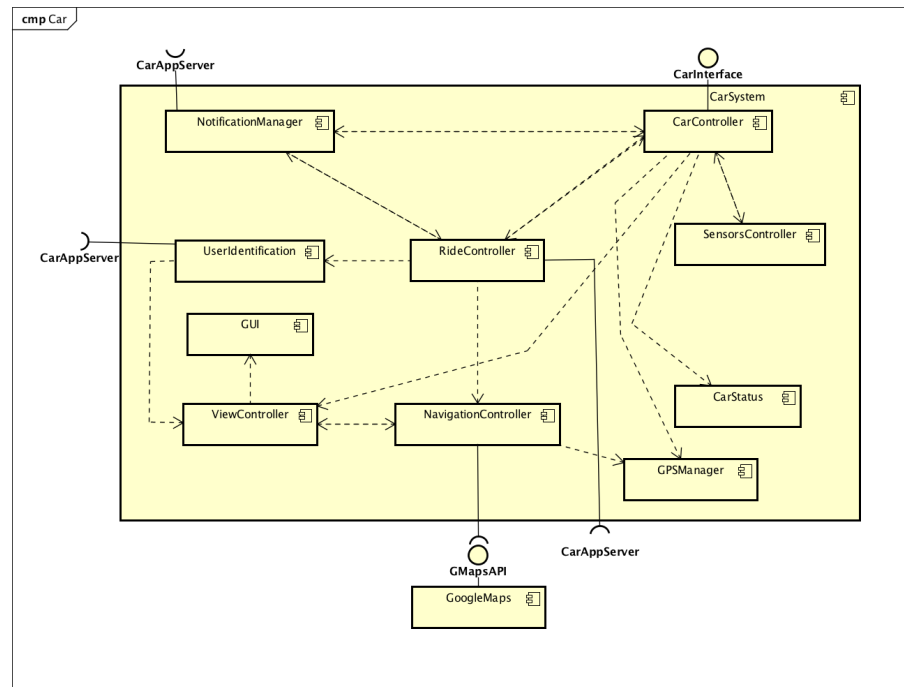 cmp Car
CarAppServer
CarInterface
CarSystem
NotificationManager
CarController
CarAppServer
UserIdentification
RideController
SensorsController
GUI
ViewController
NavigationController
CarStatus
GPSManager
CarAppServer
GMapsAPI
GoogleMaps